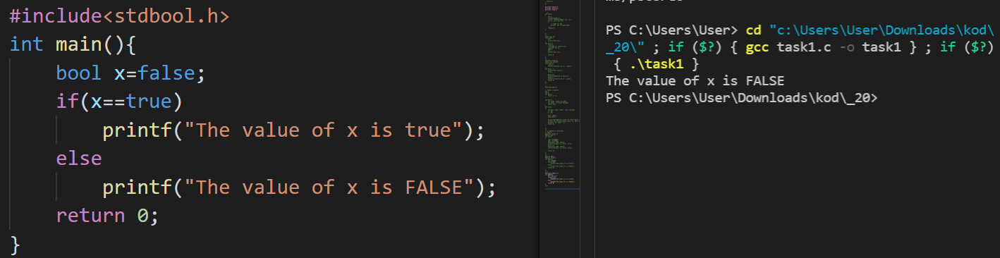 #include<stdbool.h>
int main(){
bool x=false;
if(x==true)
printf("The value of x is true");
else
printf("The value of x is FALSE");
return 0;
}
PS C:\Users\User> cd "c:\Users\User\Downloads\kod\
_20\" ; if ($?) { gcc task1.c -o task1 } ; if ($?)
{ .\task1 }
The value of x is FALSE
PS C:\Users\User\Downloads\kod\_20>